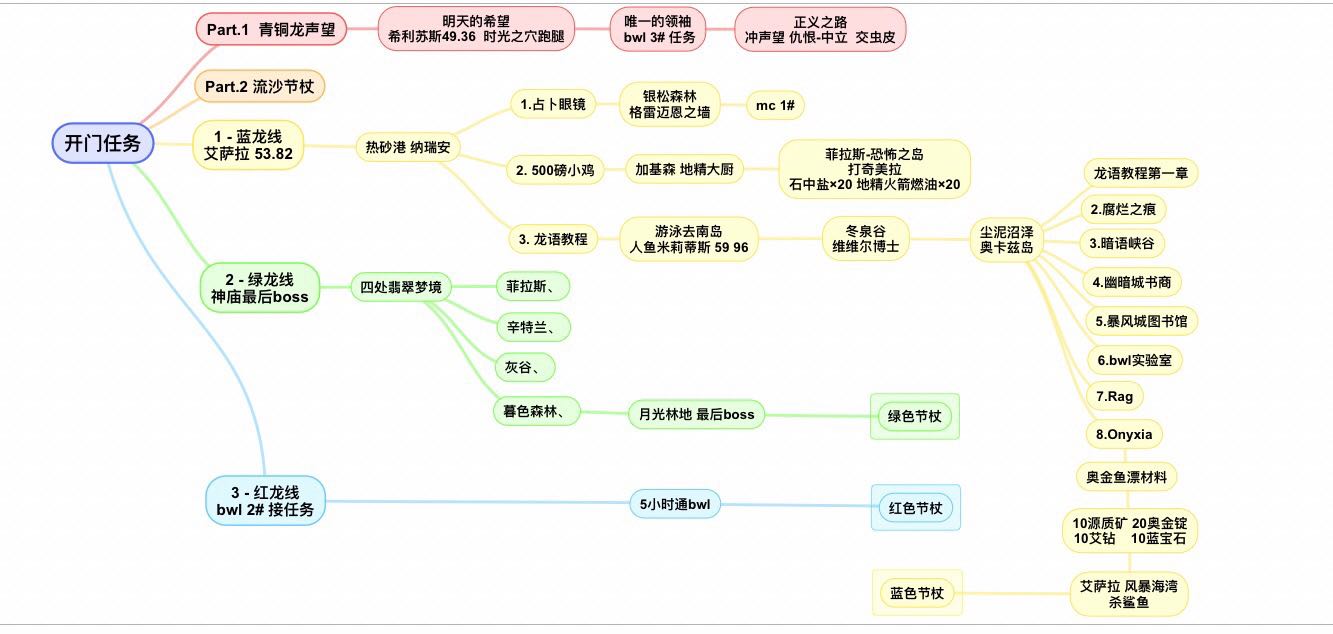 开门任务
Part.1  青铜龙声望
明天的希望
希利苏斯49.36  时光之穴跑腿
唯一的领袖
bwl 3# 任务
正义之路
冲声望 仇恨-中立  交虫皮
Part.2 流沙节杖
1 - 蓝龙线
艾萨拉 53.82
热砂港 纳瑞安
1.占卜眼镜
银松森林
格雷迈恩之墙
mc 1#
2. 500磅小鸡
加基森 地精大厨
菲拉斯-恐怖之岛
打奇美拉
石中盐×20 地精火箭燃油×20
3. 龙语教程
游泳去南岛
人鱼米莉蒂斯 59 96
冬泉谷
维维尔博士
尘泥沼泽
奥卡兹岛
龙语教程第一章
2.腐烂之痕
3.暗语峡谷
4.幽暗城书商
5.暴风城图书馆
6.bwl实验室
7.Rag
8.Onyxia
奥金鱼漂材料
10源质矿 20奥金锭
10艾钻    10蓝宝石
艾萨拉 风暴海湾
杀鲨鱼
蓝色节杖
2 - 绿龙线
神庙最后boss
四处翡翠梦境
菲拉斯、
辛特兰、
灰谷、
暮色森林、
月光林地 最后boss
绿色节杖
3 - 红龙线
bwl 2# 接任务
5小时通bwl
红色节杖